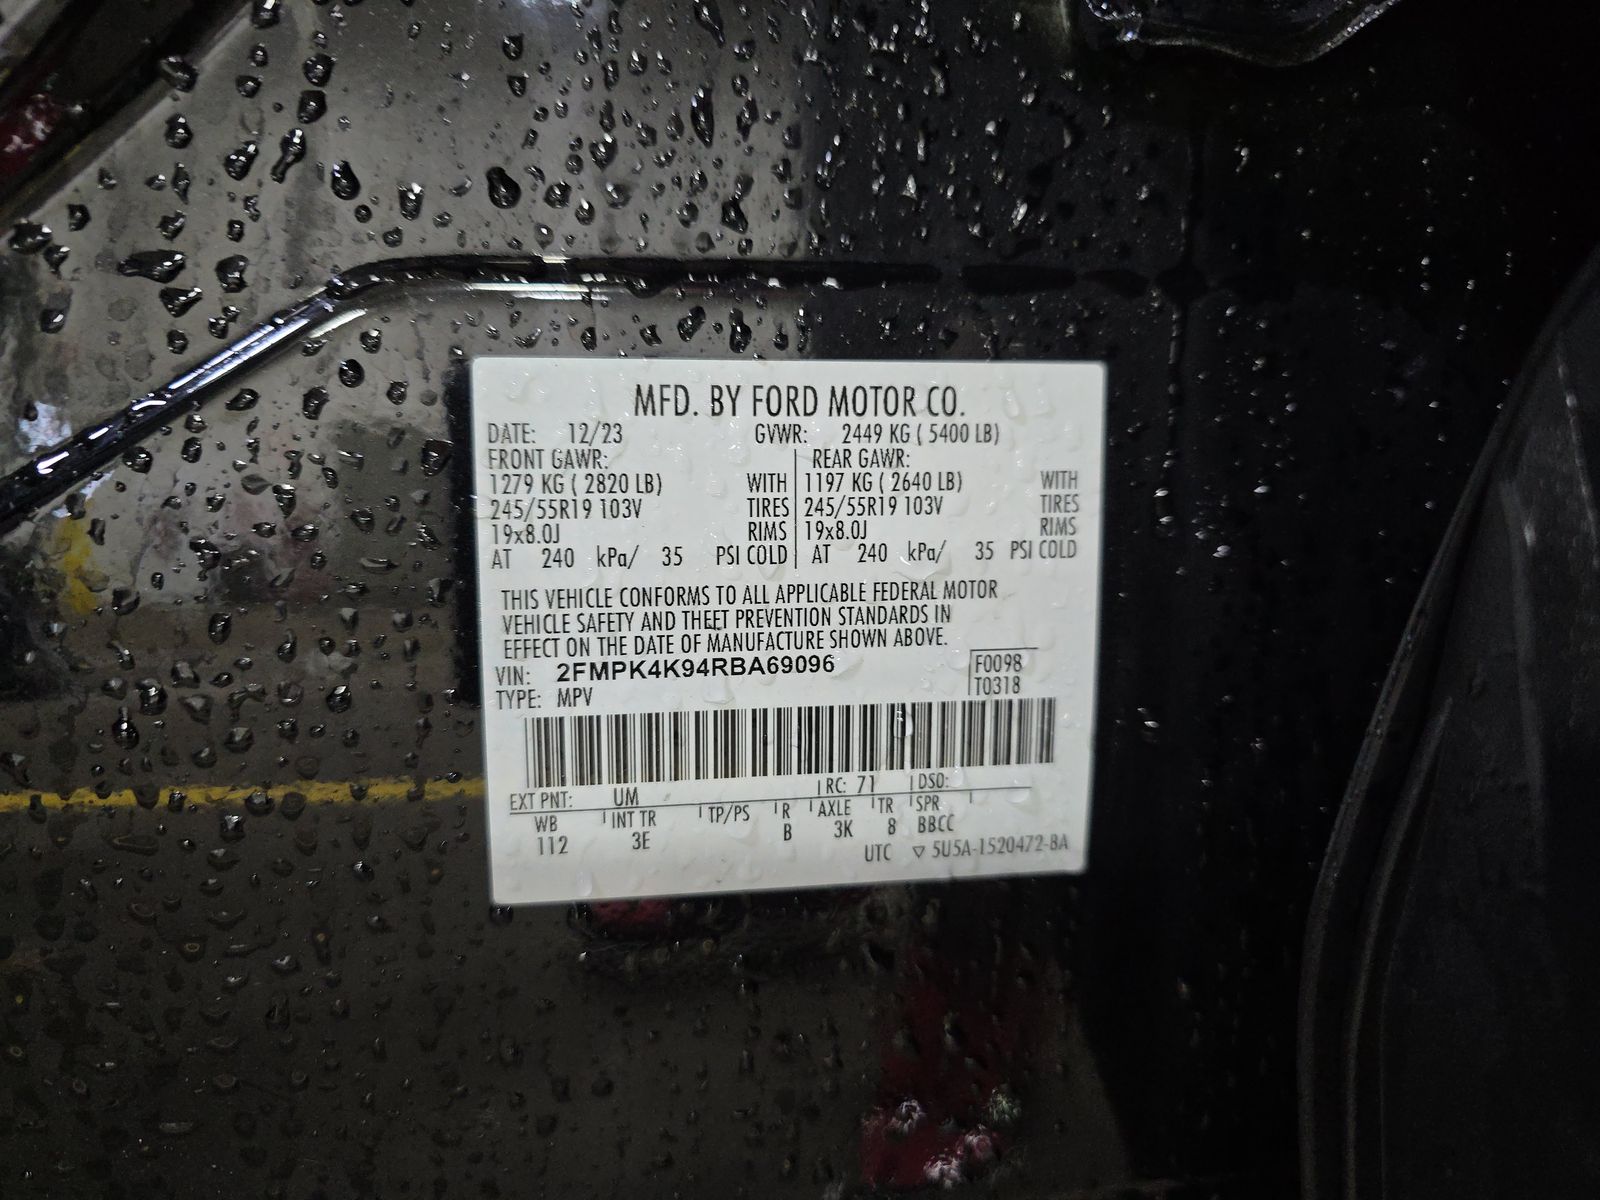 MFD. BY FORD MOTOR CO.
DATE: 12/23 GVWR: 2449 KG ( 5400 LB)
FRONT GAWR: REAR GAWR:
1279 KG ( 2820 LB) WITH 1197 KG ( 2640 LB) WITH
245/55R19 103V TIRES 245/55R19 103V TIRES
19x8.0J RIMS 19x8.0J RIMS
AT 240 kPa/ 35 PSI COLD AT 240 kPa/ 35 PSI COLD
THIS VEHICLE CONFORMS TO ALL APPLICABLE FEDERAL MOTOR
VEHICLE SAFETY AND THEFT PREVENTION STANDARDS IN
EFFECT ON THE DATE OF MANUFACTURE SHOWN ABOVE.
VIN: 2FMPK4K94RBA69096 F0098
TYPE: MPV T0318
EXT PNT: UM RC: 71 DSO:
WB INT TR TP/PS R AXLE TR SPR
112 3E B 3K 8 BBCC
UTC ▽ 5U5A-1520472-BA